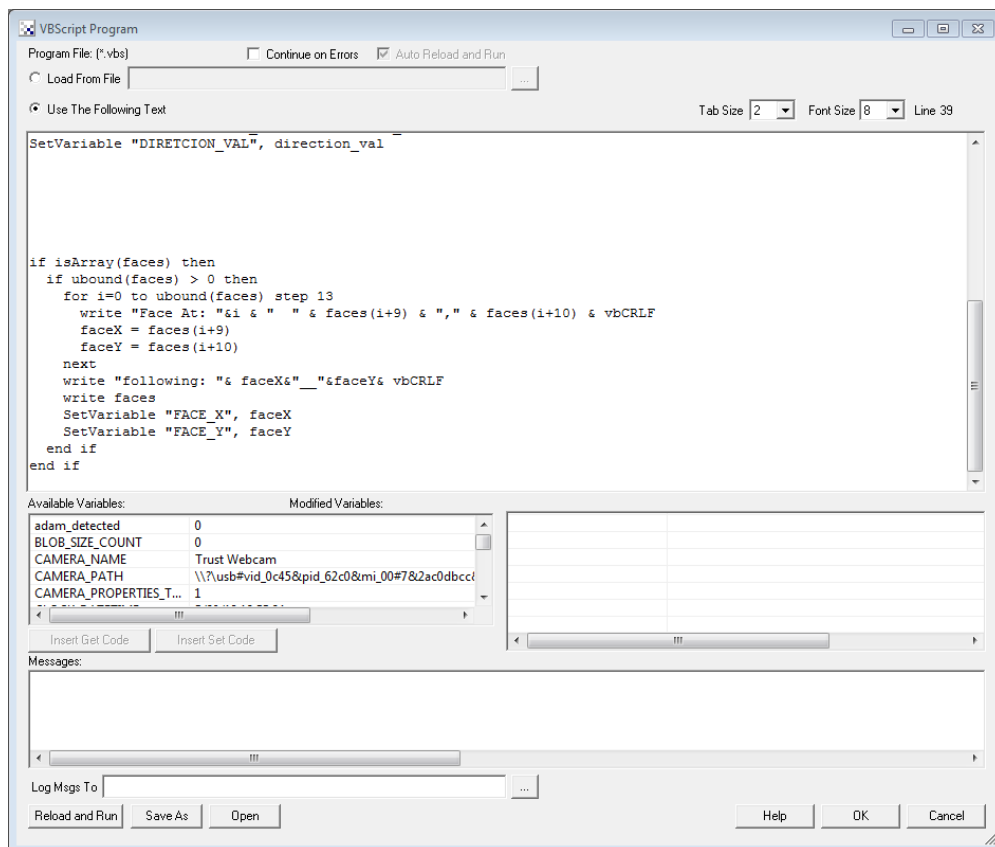 VBScript Program
Program File: (*.vbs) Continue on Errors Auto Reload and Run
Load From File ...
Use The Following Text Tab Size 2 Font Size 8 Line 39
SetVariable "DIRETCION_VAL", direction_val
if isArray(faces) then
if ubound(faces) > 0 then
for i=0 to ubound(faces) step 13
write "Face At: "&i & "  " & faces(i+9) & "," & faces(i+10) & vbCRLF
faceX = faces(i+9)
faceY = faces(i+10)
next
write "following: "& faceX&"__"&faceY& vbCRLF
write faces
SetVariable "FACE_X", faceX
SetVariable "FACE_Y", faceY
end if
end if
Available Variables: Modified Variables:
adam_detected 0
BLOB_SIZE_COUNT 0
CAMERA_NAME Trust Webcam
CAMERA_PATH \\?\usb#vid_0c45&pid_62c0&mi_00#7&2ac0dbcc&
CAMERA_PROPERTIES_T... 1
Insert Get Code Insert Set Code
Messages:
Log Msgs To ...
Reload and Run Save As Open Help OK Cancel